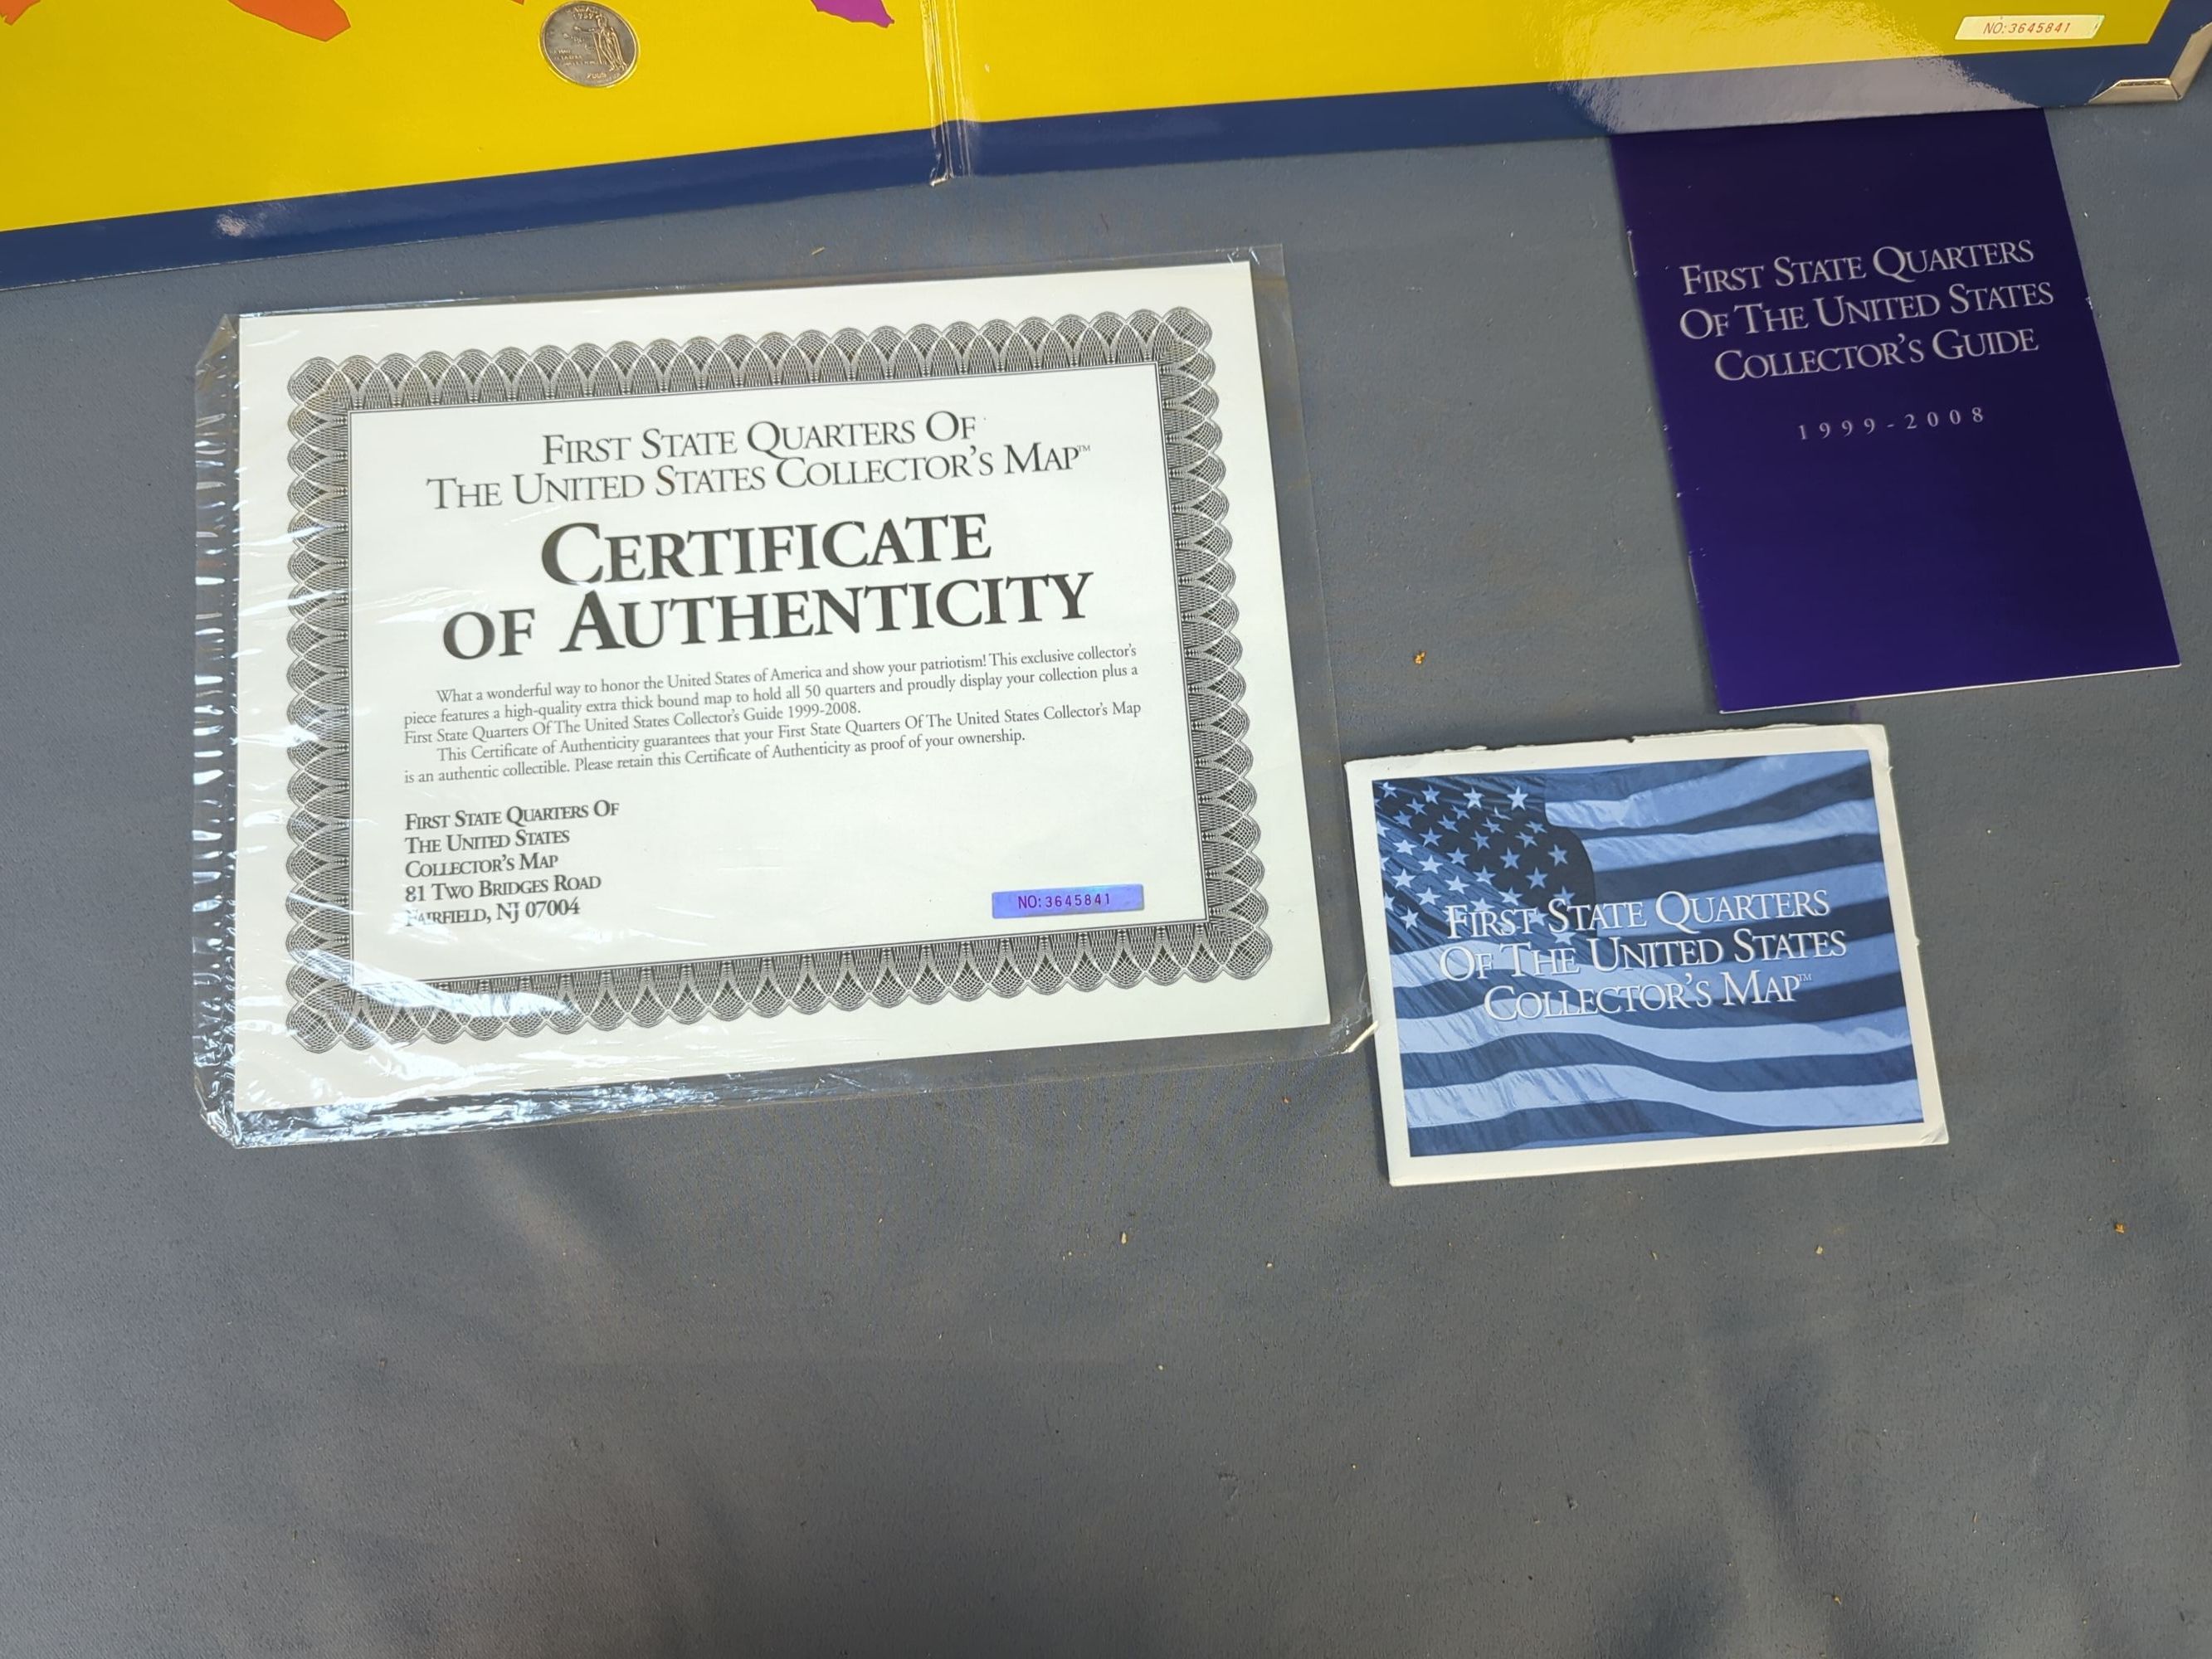 NO:3645841
FIRST STATE QUARTERS
OF THE UNITED STATES
COLLECTOR'S GUIDE
1999-2008
FIRST STATE QUARTERS OF
THE UNITED STATES COLLECTOR'S MAP™
CERTIFICATE
OF AUTHENTICITY
What a wonderful way to honor the United States of America and show your patriotism! This exclusive collector's
piece features a high-quality extra thick bound map to hold all 50 quarters and proudly display your collection plus a
First State Quarters Of The United States Collector's Guide 1999-2008.
This Certificate of Authenticity guarantees that your First State Quarters Of The United States Collector's Map
is an authentic collectible. Please retain this Certificate of Authenticity as proof of your ownership.
FIRST STATE QUARTERS OF
THE UNITED STATES
COLLECTOR'S MAP
81 TWO BRIDGES ROAD
FAIRFIELD, NJ 07004
NO:3645841
FIRST STATE QUARTERS
OF THE UNITED STATES
COLLECTOR'S MAP™